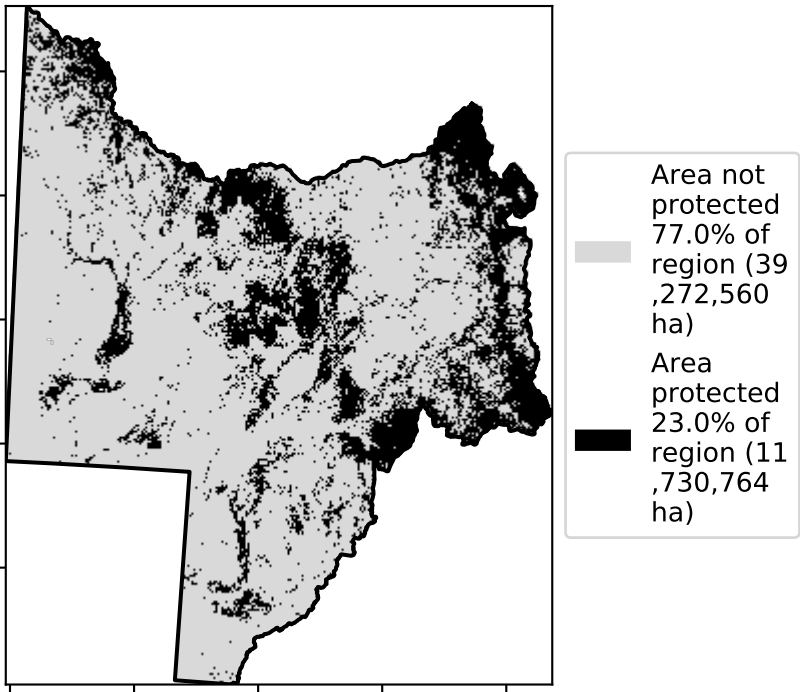 Area not
protected
77.0% of
region (39
,272,560
ha)
Area
protected
23.0% of
region (11
,730,764
ha)